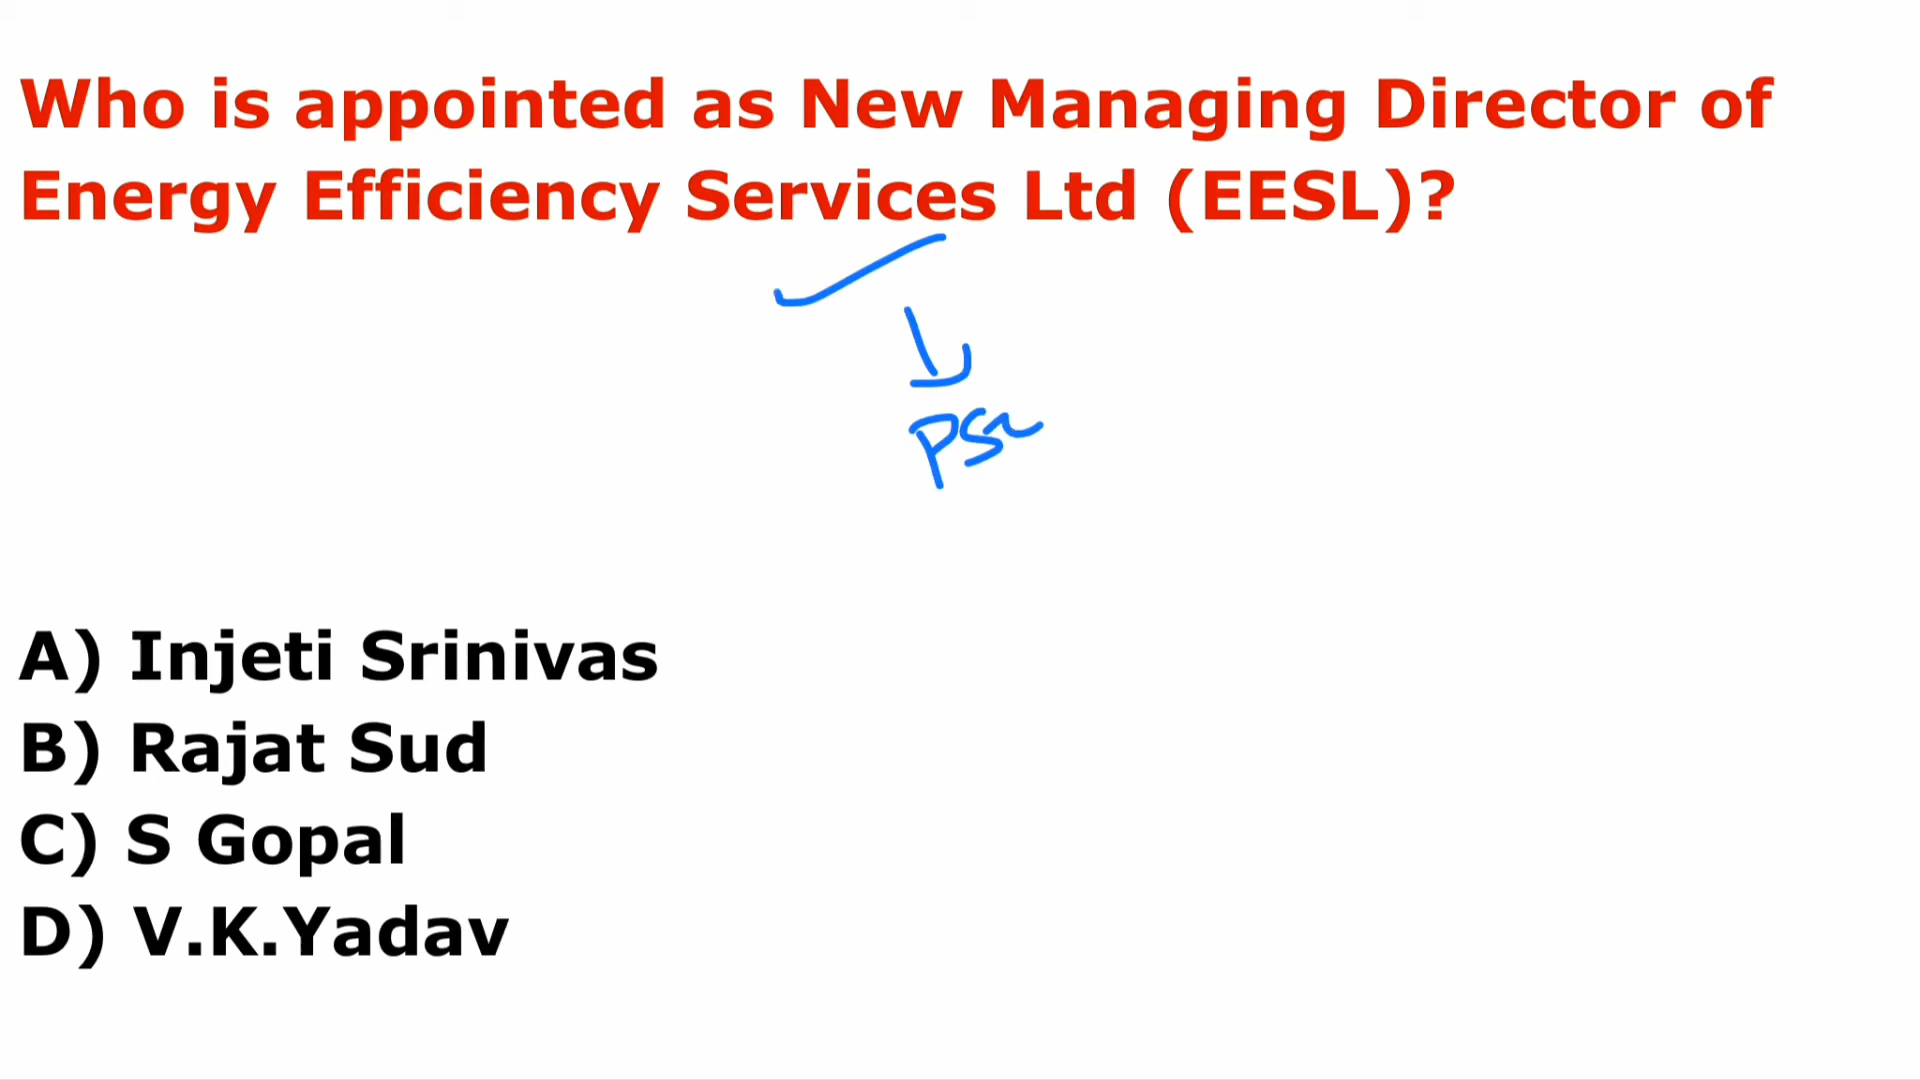 Who is appointed as New Managing Director of
Energy Efficiency Services Ltd (EESL)?
A) Injeti Srinivas
B) Rajat Sud
C) S Gopal
D) V.K.Yadav